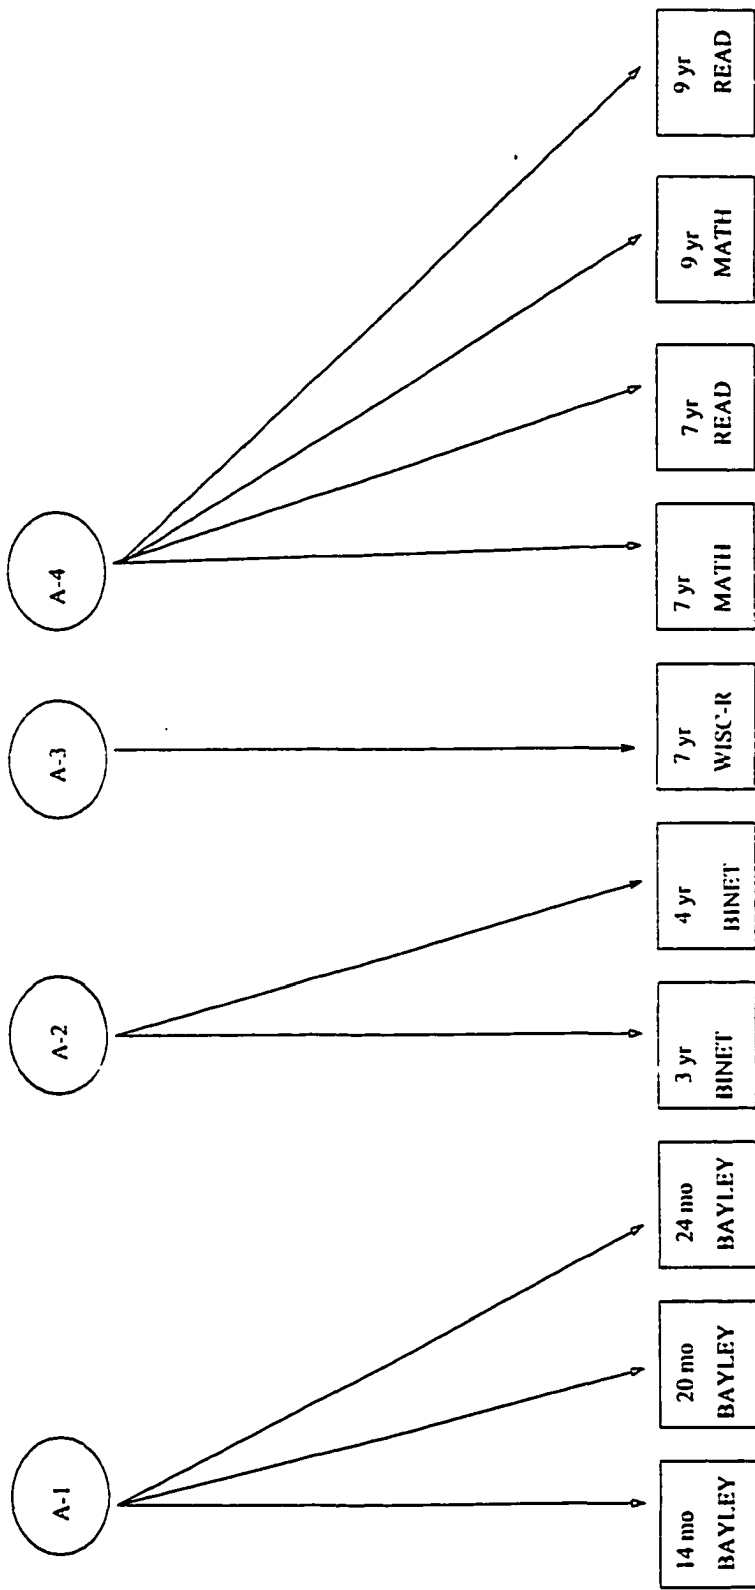 A-1
A-2
A-3
A-4
14 mo
BAYLEY
20 mo
BAYLEY
24 mo
BAYLEY
3 yr
BINET
4 yr
BINET
7 yr
WISC-R
7 yr
MATH
7 yr
READ
9 yr
MATH
9 yr
READ